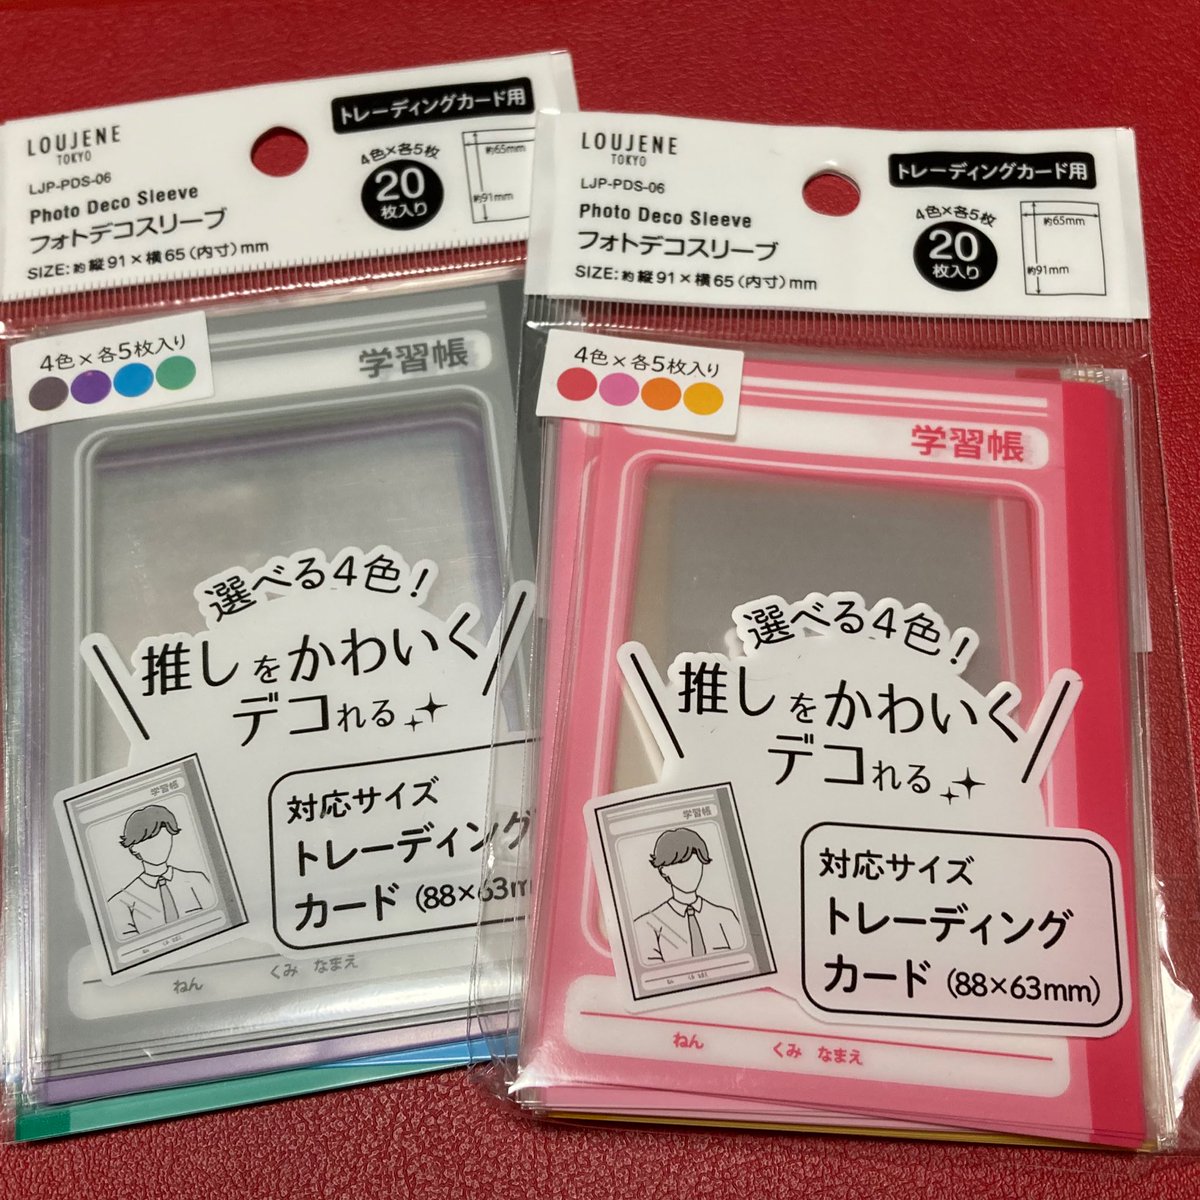 LOUJENE
TOKYO
LJP-PDS-06
Photo Deco Sleeve
フォトデコスリーブ
SIZE:約縦91×横65(内寸)mm
トレーディングカード用
4色×各5枚
20
枚入り
約65mm
約91mm
4色×各5枚入り
学習帳
選べる4色!
推しをかわいく
デコれる
学習帳
対応サイズ
トレーディング
カード(88×63m
ねん くみ なまえ
LOUJENE
TOKYO
LJP-PDS-06
Photo Deco Sleeve
フォトデコスリーブ
SIZE:約縦91×横65(内寸)mm
トレーディングカード用
4色×各5枚
20
枚入り
約65mm
約91mm
4色×各5枚入り
学習帳
選べる4色!
推しをかわいく
デコれる
学習帳
対応サイズ
トレーディング
カード(88×63mm)
ねん くみ なまえ